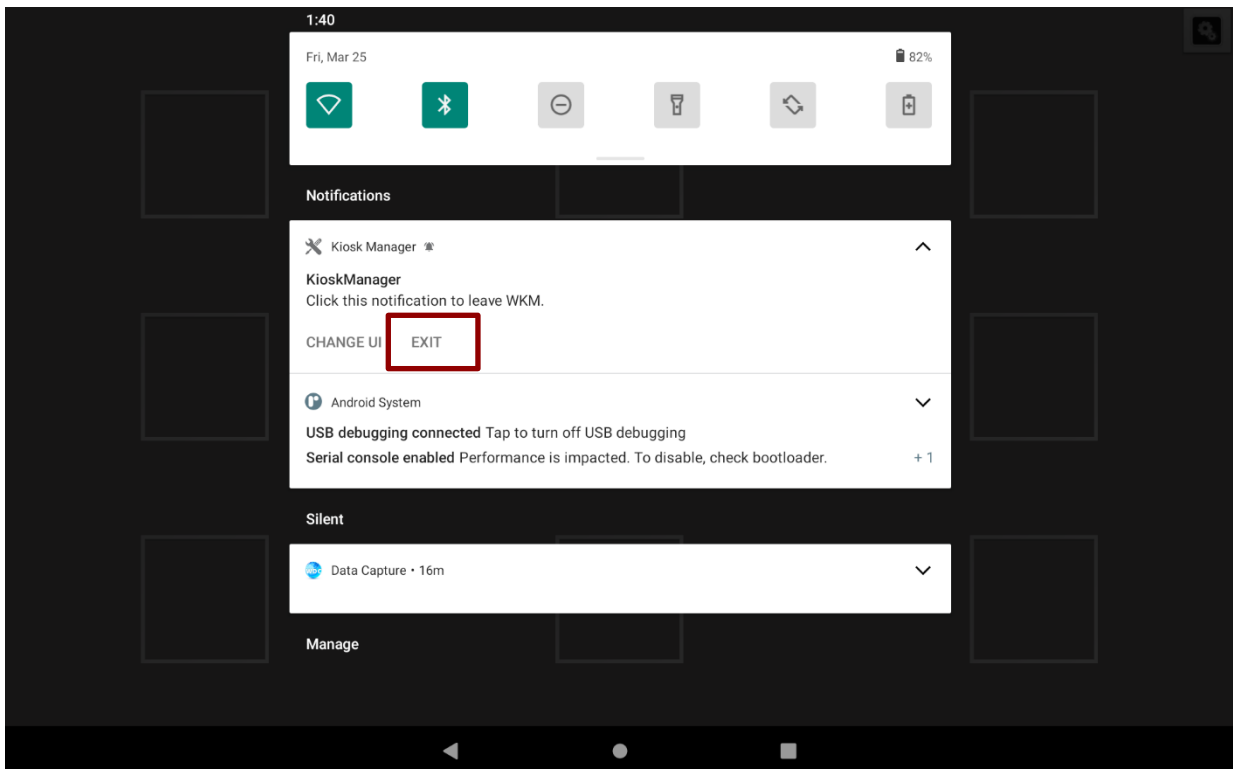 1:40
Fri, Mar 25
82%
Notifications
Kiosk Manager
KioskManager
Click this notification to leave WKM.
CHANGE UI EXIT
Android System
USB debugging connected Tap to turn off USB debugging
Serial console enabled Performance is impacted. To disable, check bootloader. + 1
Silent
Data Capture • 16m
Manage